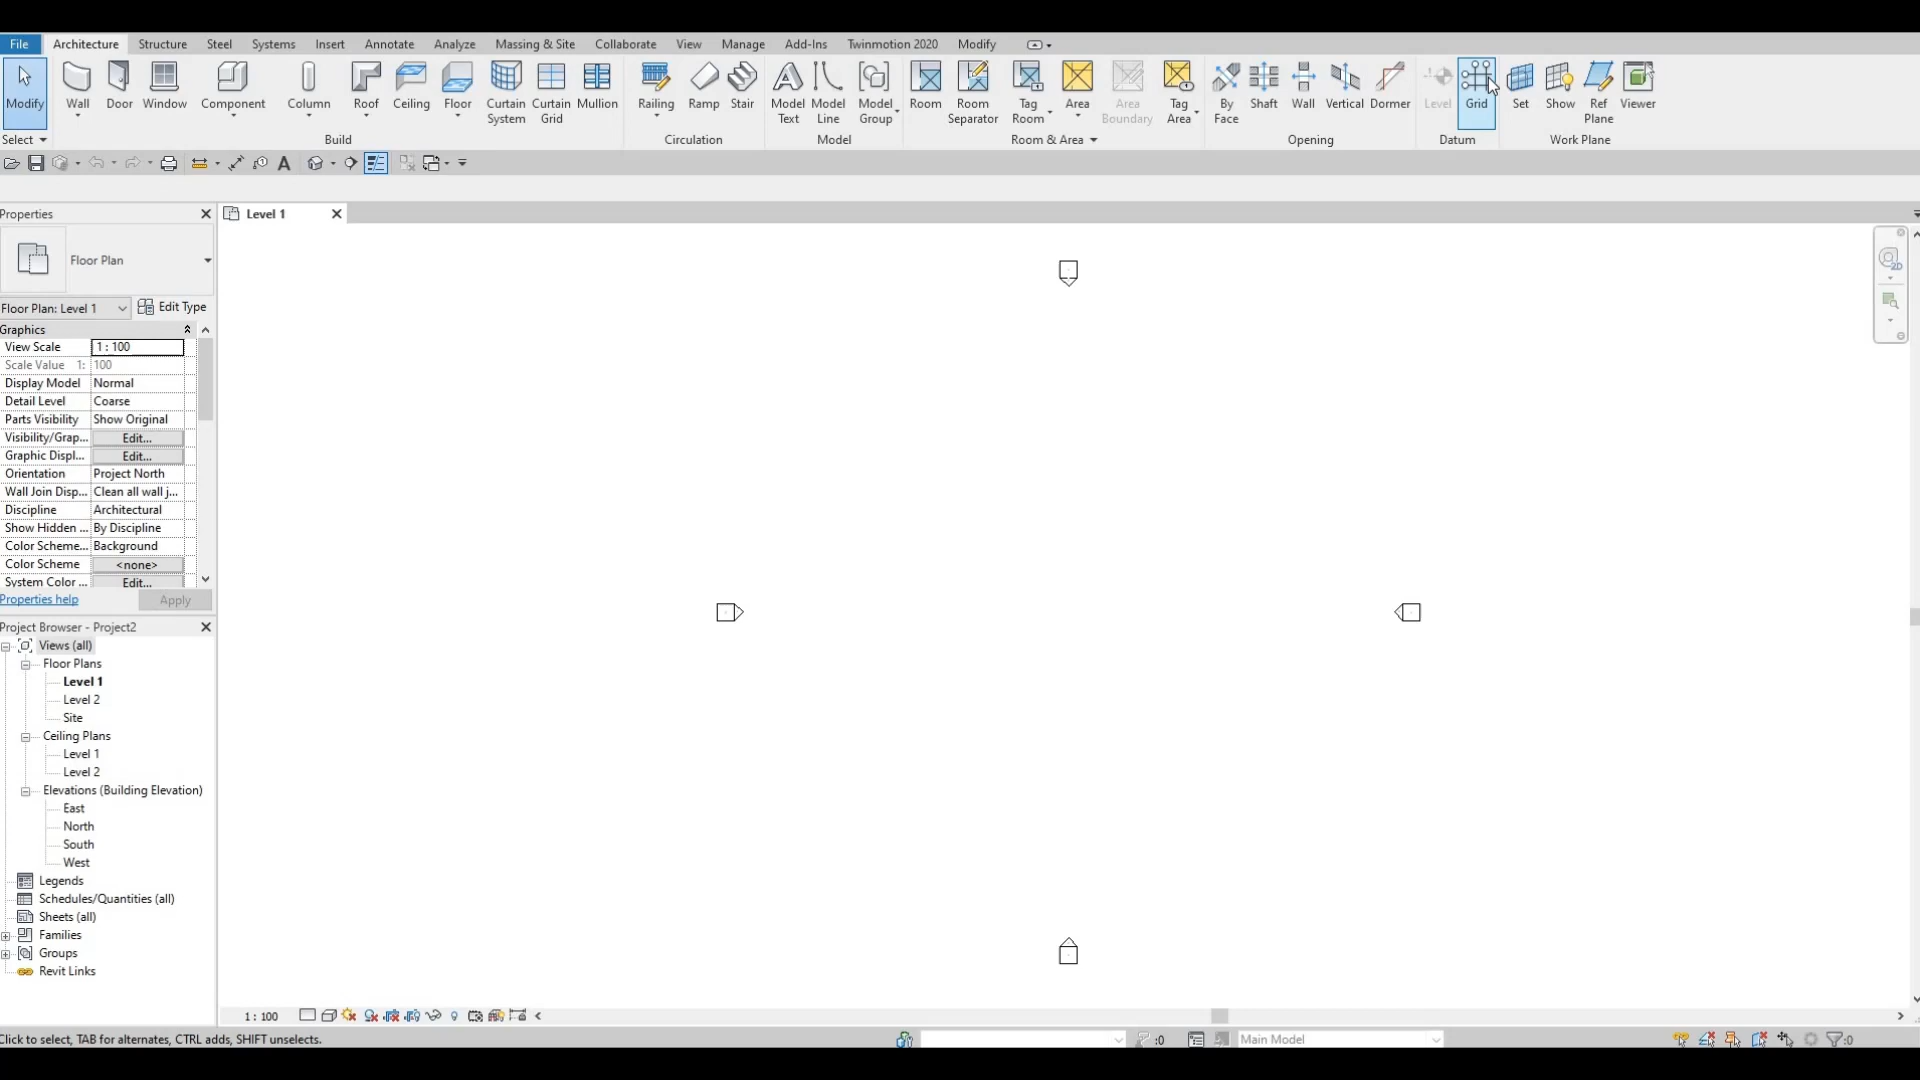 File Architecture Structure Steel Systems Insert Annotate Analyze Massing & Site Collaborate View Manage Add-Ins Twinmotion 2020 Modify
Modify Wall Door Window Component Column Roof Ceiling Floor Curtain System Curtain Grid Mullion Railing Ramp Stair Model Text Model Line Model Group Room Room Separator Tag Room Area Area Boundary Tag Area By Face Shaft Wall Vertical Dormer Level Grid Set Show Ref Plane Viewer
Select Build Circulation Model Room & Area Opening Datum Work Plane
Properties
Level 1
Floor Plan
2D
Floor Plan: Level 1 Edit Type
Graphics
View Scale 1 : 100
Scale Value 1: 100
Display Model Normal
Detail Level Coarse
Parts Visibility Show Original
Visibility/Grap... Edit...
Graphic Displ... Edit...
Orientation Project North
Wall Join Disp... Clean all wall j...
Discipline Architectural
Show Hidden ... By Discipline
Color Scheme... Background
Color Scheme <none>
System Color ... Edit...
Properties help Apply
Project Browser - Project2
Views (all)
Floor Plans
Level 1
Level 2
Site
Ceiling Plans
Level 1
Level 2
Elevations (Building Elevation)
East
North
South
West
Legends
Schedules/Quantities (all)
Sheets (all)
Families
Groups
Revit Links
1 : 100
Click to select, TAB for alternates, CTRL adds, SHIFT unselects. :0 Main Model :0